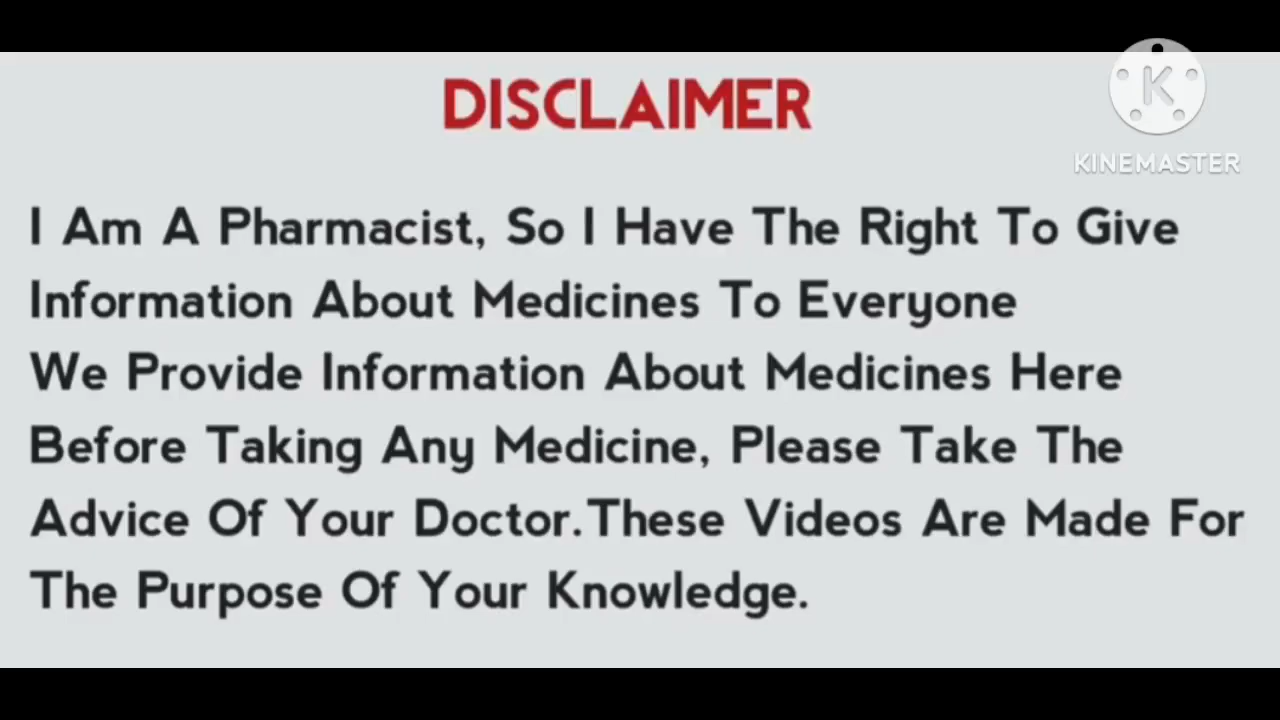 DISCLAIMER
K
KINEMASTER
I Am A Pharmacist, So I Have The Right To Give
Information About Medicines To Everyone
We Provide Information About Medicines Here
Before Taking Any Medicine, Please Take The
Advice Of Your Doctor.These Videos Are Made For
The Purpose Of Your Knowledge.